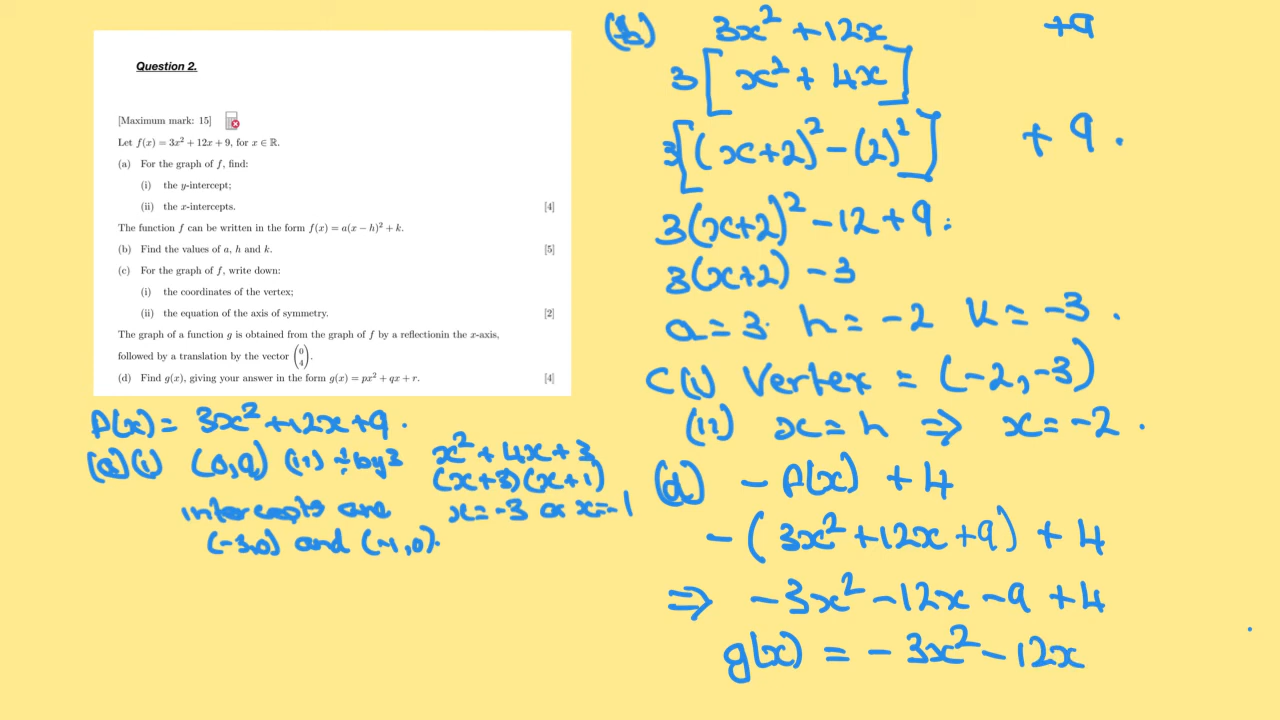 Question 2.
[Maximum mark: 15]
Let f(x) = 3x² + 12x + 9, for x ∈ ℝ.
(a) For the graph of f, find:
(i) the y-intercept;
(ii) the x-intercepts. [4]
The function f can be written in the form f(x) = a(x − h)² + k.
(b) Find the values of a, h and k. [5]
(c) For the graph of f, write down:
(i) the coordinates of the vertex;
(ii) the equation of the axis of symmetry. [2]
The graph of a function g is obtained from the graph of f by a reflectionin the x-axis,
followed by a translation by the vector (0 4).
(d) Find g(x), giving your answer in the form g(x) = px² + qx + r. [4]
f(x) = 3x² + 12x + 9.
(a)(i) (0,9) (ii) ÷ by 3 x² + 4x + 3
(x+3)(x+1)
intercepts are x = -3 or x = -1
(-3,0) and (-1,0).
(b) 3x² + 12x +9
3[x² + 4x]
3[(x+2)² - (2)²] + 9.
3(x+2)² - 12 + 9.
3(x+2) - 3
a = 3. h = -2 k = -3.
c(i) Vertex = (-2,-3)
(ii) x = h ⇒ x = -2.
(d) - f(x) + 4
- (3x² + 12x + 9) + 4
⇒ -3x² - 12x - 9 + 4
g(x) = - 3x² - 12x